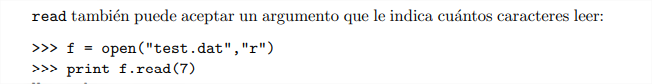 read también puede aceptar un argumento que le indica cuántos caracteres leer:
>>> f = open("test.dat","r")
>>> print f.read(7)